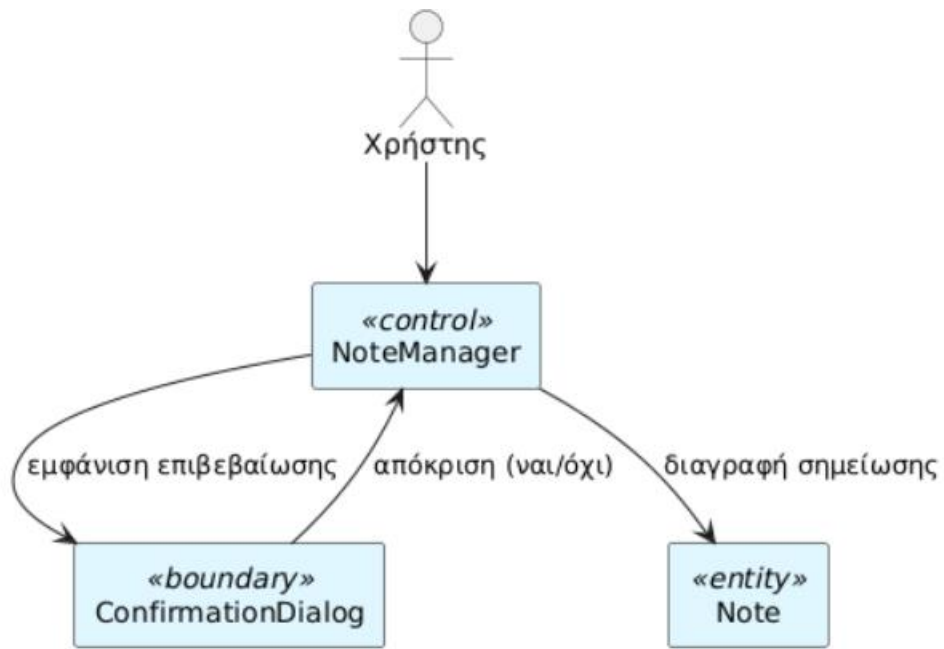 Χρήστης
«control»
NoteManager
εμφάνιση επιβεβαίωσης
απόκριση (ναι/όχι)
διαγραφή σημείωσης
«boundary»
ConfirmationDialog
«entity»
Note